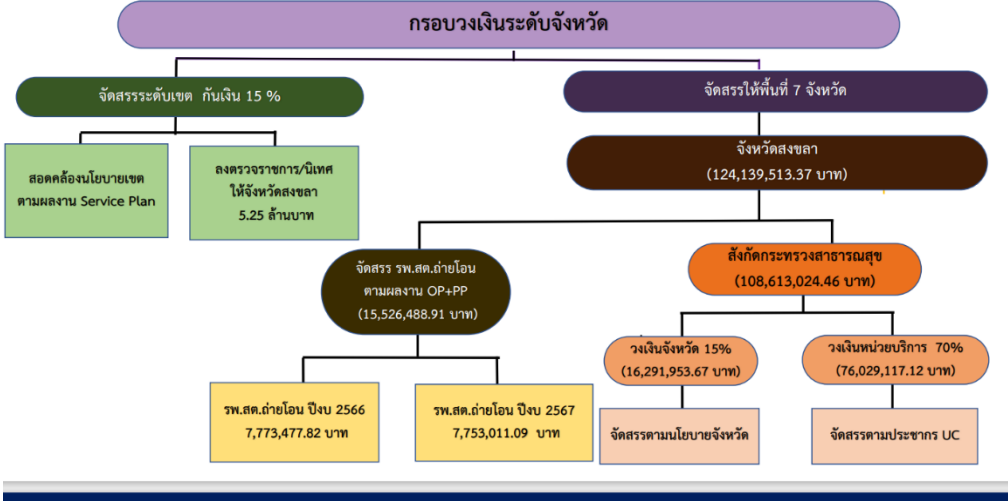 กรอบวงเงินระดับจังหวัด
จัดสรรระดับเขต กันเงิน 15 %
จัดสรรให้พื้นที่ 7 จังหวัด
สอดคล้องนโยบายเขต
ตามผลงาน Service Plan
ลงตรวจราชการ/นิเทศ
ให้จังหวัดสงขลา
5.25 ล้านบาท
จังหวัดสงขลา
(124,139,513.37 บาท)
จัดสรร รพ.สต.ถ่ายโอน
ตามผลงาน OP+PP
(15,526,488.91 บาท)
สังกัดกระทรวงสาธารณสุข
(108,613,024.46 บาท)
รพ.สต.ถ่ายโอน ปีงบ 2566
7,773,477.82 บาท
รพ.สต.ถ่ายโอน ปีงบ 2567
7,753,011.09 บาท
วงเงินจังหวัด 15%
(16,291,953.67 บาท)
วงเงินหน่วยบริการ 70%
(76,029,117.12 บาท)
จัดสรรตามนโยบายจังหวัด
จัดสรรตามประชากร UC